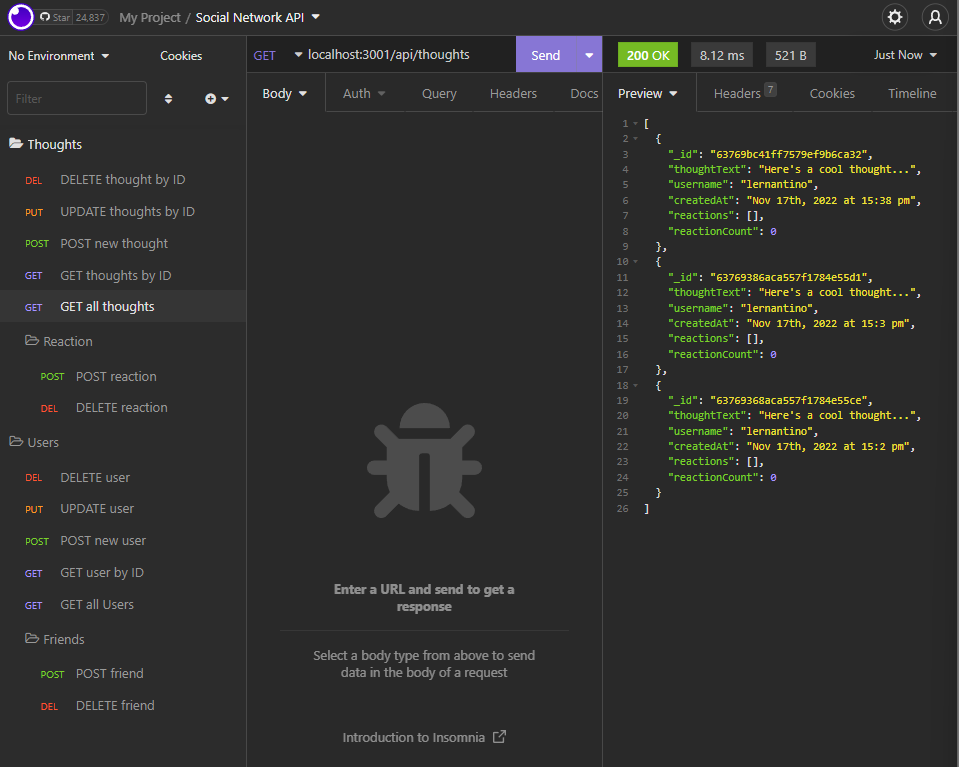 Star 24,837 My Project / Social Network API
No Environment Cookies
Filter
Thoughts
DEL DELETE thought by ID
PUT UPDATE thoughts by ID
POST POST new thought
GET GET thoughts by ID
GET GET all thoughts
Reaction
POST POST reaction
DEL DELETE reaction
Users
DEL DELETE user
PUT UPDATE user
POST POST new user
GET GET user by ID
GET GET all Users
Friends
POST POST friend
DEL DELETE friend
GET localhost:3001/api/thoughts Send
Body Auth Query Headers Docs
Enter a URL and send to get a
response
Select a body type from above to send
data in the body of a request
Introduction to Insomnia
200 OK 8.12 ms 521 B Just Now
Preview Headers 7 Cookies Timeline
1 [
2 {
3 "_id": "63769bc41ff7579ef9b6ca32",
4 "thoughtText": "Here's a cool thought...",
5 "username": "lernantino",
6 "createdAt": "Nov 17th, 2022 at 15:38 pm",
7 "reactions": [],
8 "reactionCount": 0
9 },
10 {
11 "_id": "63769386aca557f1784e55d1",
12 "thoughtText": "Here's a cool thought...",
13 "username": "lernantino",
14 "createdAt": "Nov 17th, 2022 at 15:3 pm",
15 "reactions": [],
16 "reactionCount": 0
17 },
18 {
19 "_id": "63769368aca557f1784e55ce",
20 "thoughtText": "Here's a cool thought...",
21 "username": "lernantino",
22 "createdAt": "Nov 17th, 2022 at 15:2 pm",
23 "reactions": [],
24 "reactionCount": 0
25 }
26 ]